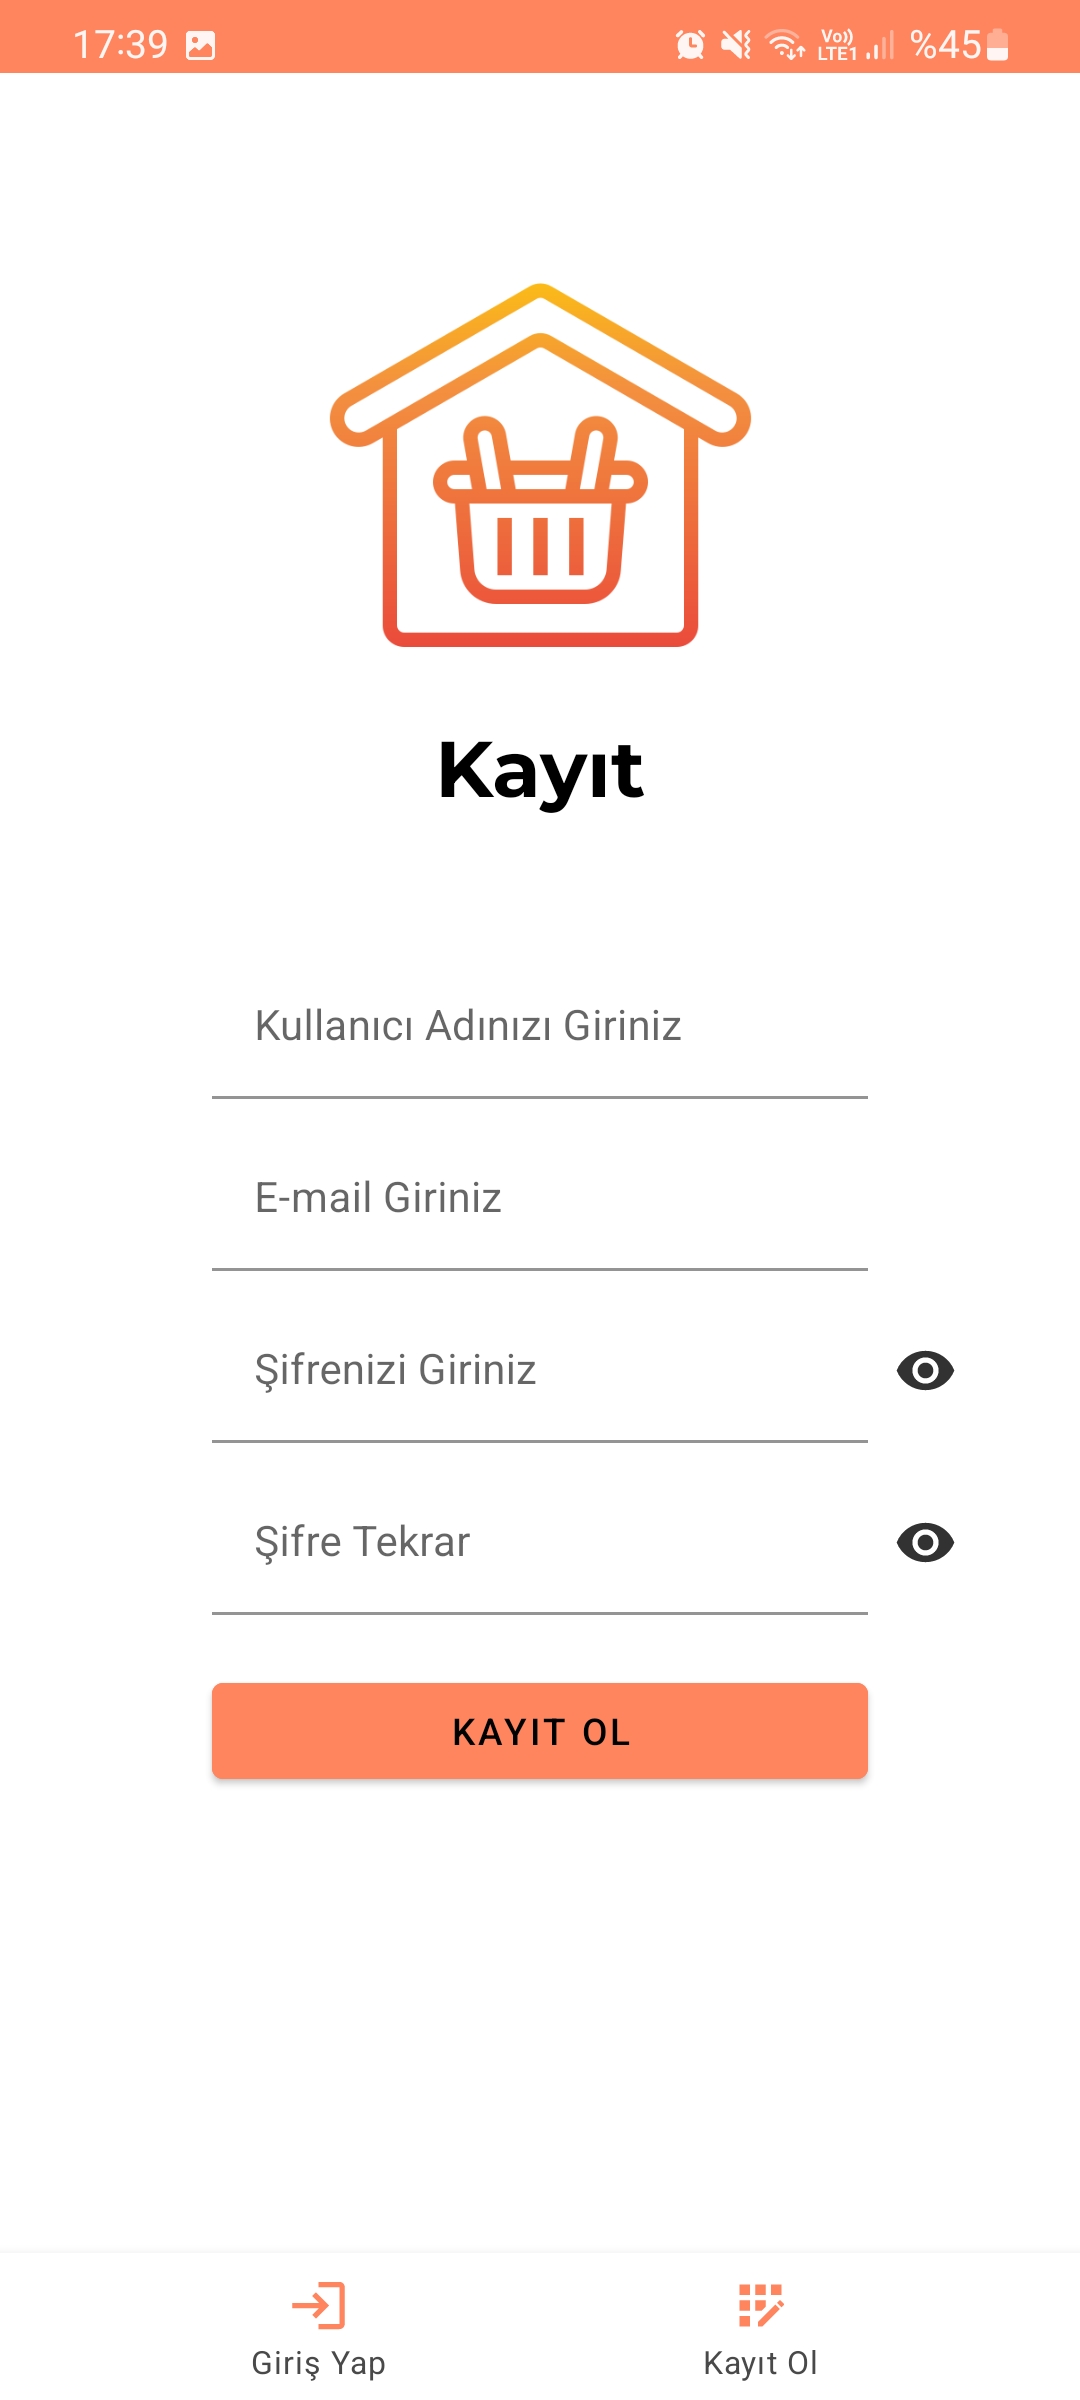 17:39 Vo)) LTE1 %45
Kayıt
Kullanıcı Adınızı Giriniz
E-mail Giriniz
Şifrenizi Giriniz
Şifre Tekrar
KAYIT OL
Giriş Yap Kayıt Ol